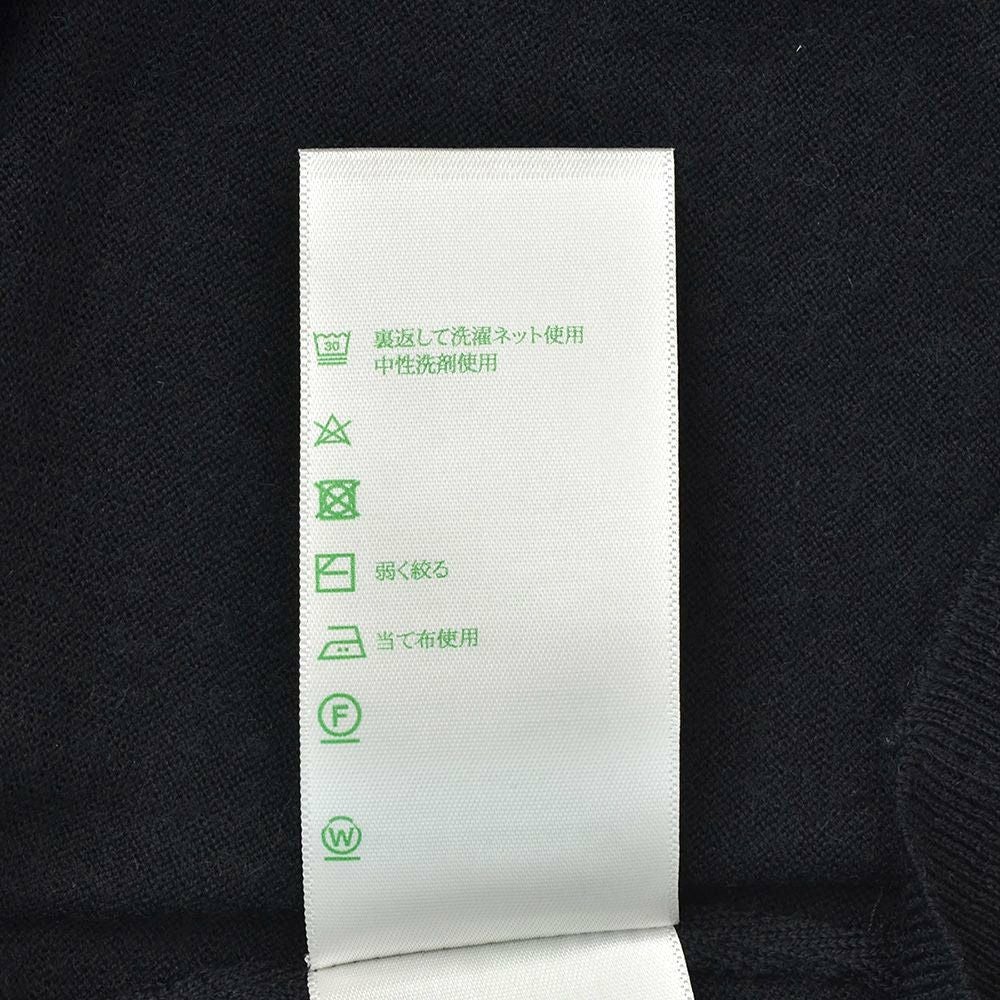 30 裏返して洗濯ネット使用
中性洗剤使用
弱く絞る
当て布使用
F
W